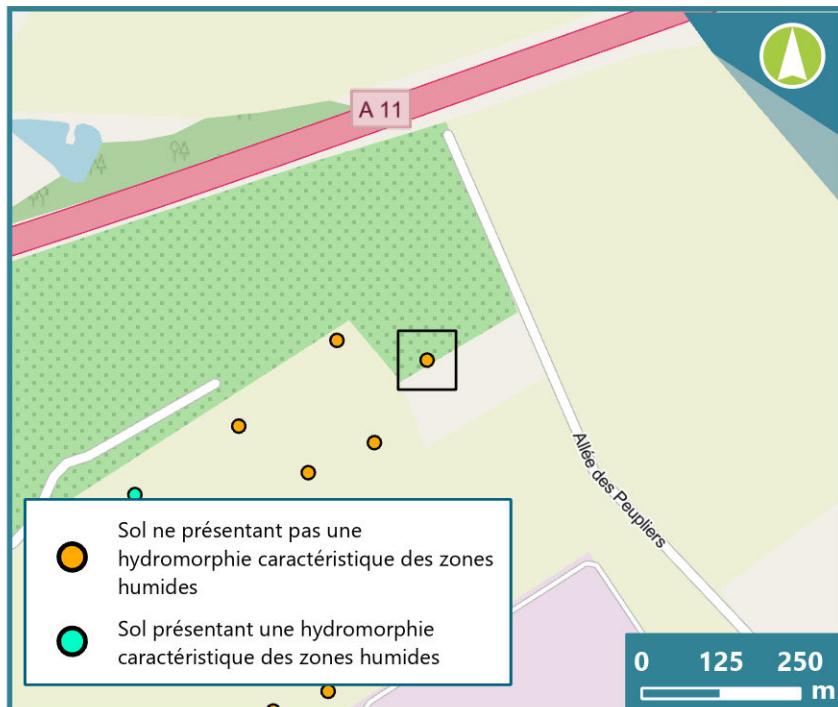 A 11
Allée des Peupliers
Sol ne présentant pas une
hydromorphie caractéristique des zones
humides
Sol présentant une hydromorphie
caractéristique des zones humides
0 125 250
m